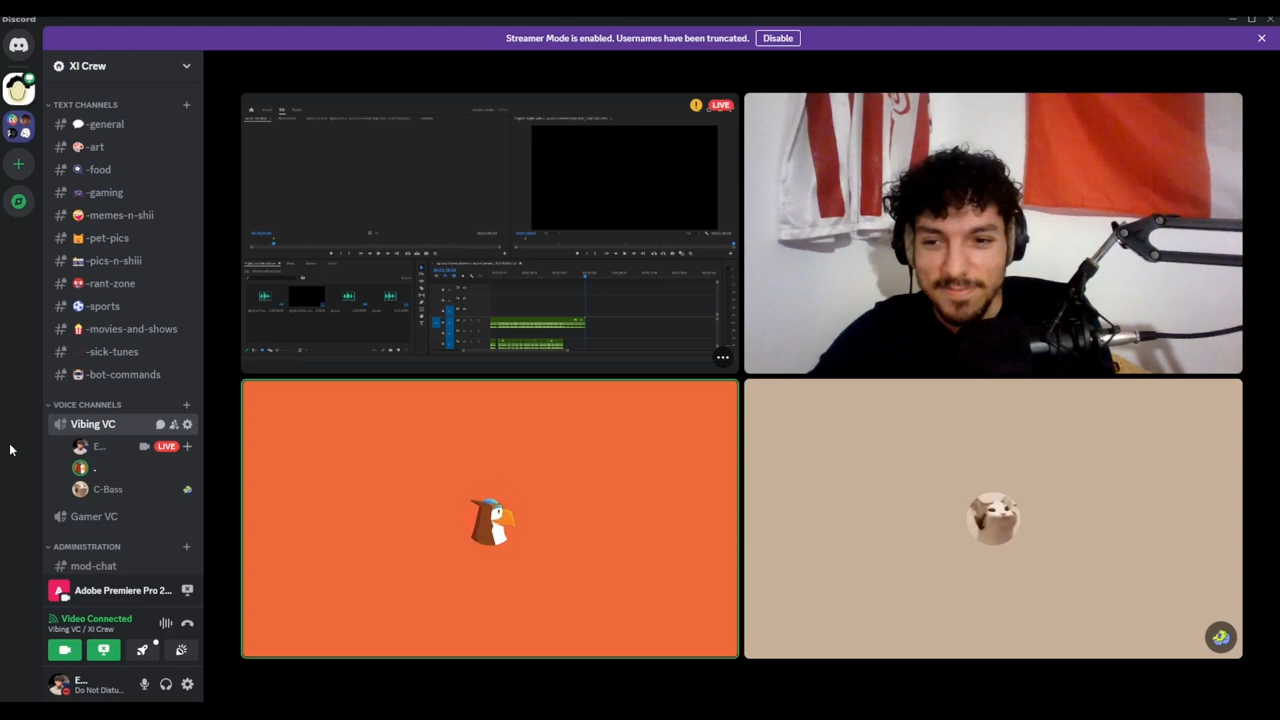 Discord
Streamer Mode is enabled. Usernames have been truncated.
Disable
XI Crew
TEXT CHANNELS
-general
-art
-food
-gaming
-memes-n-shii
-pet-pics
-pics-n-shiii
-rant-zone
-sports
-movies-and-shows
-sick-tunes
-bot-commands
VOICE CHANNELS
Vibing VC
E... LIVE
.
C-Bass
Gamer VC
ADMINISTRATION
mod-chat
Adobe Premiere Pro 2...
Video Connected
Vibing VC / XI Crew
E...
Do Not Distu...
LIVE